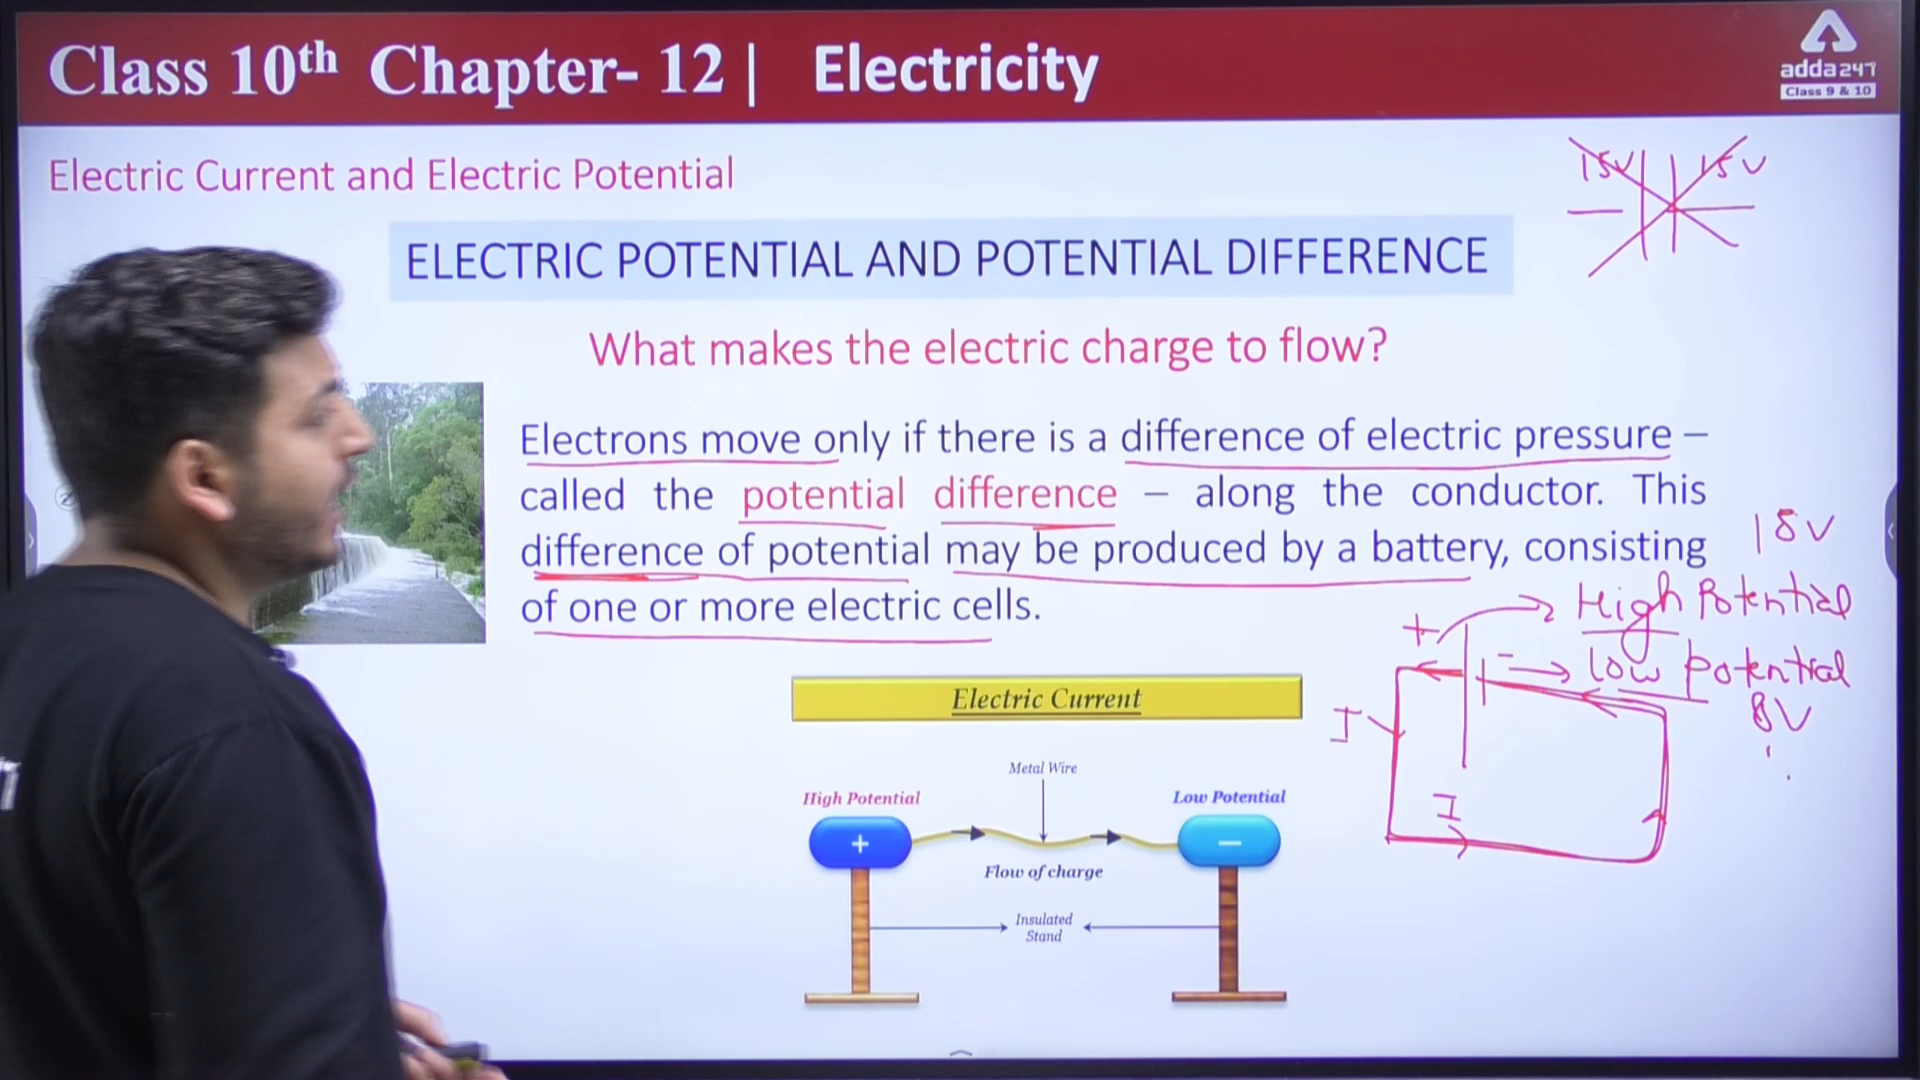 Class 10th Chapter- 12 | Electricity
adda247
Class 9 & 10
Electric Current and Electric Potential
15V 15V
ELECTRIC POTENTIAL AND POTENTIAL DIFFERENCE
What makes the electric charge to flow?
Electrons move only if there is a difference of electric pressure –
called the potential difference – along the conductor. This
difference of potential may be produced by a battery, consisting
of one or more electric cells.
18V
+ High Potential
- low potential
8V
I
I
Electric Current
Metal Wire
High Potential
Low Potential
+
–
Flow of charge
Insulated
Stand